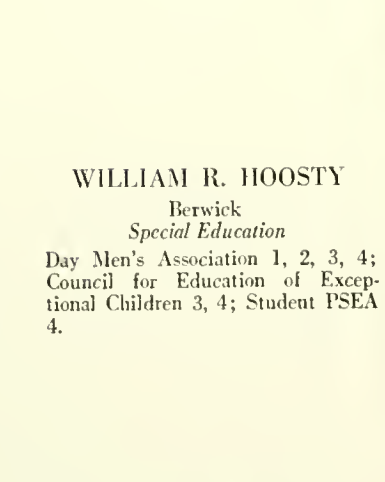 WILLIAM R. HOOSTY
Berwick
Special Education
Day Men's Association 1, 2, 3, 4;
Council for Education of Excep-
tional Children 3, 4; Student PSEA
4.